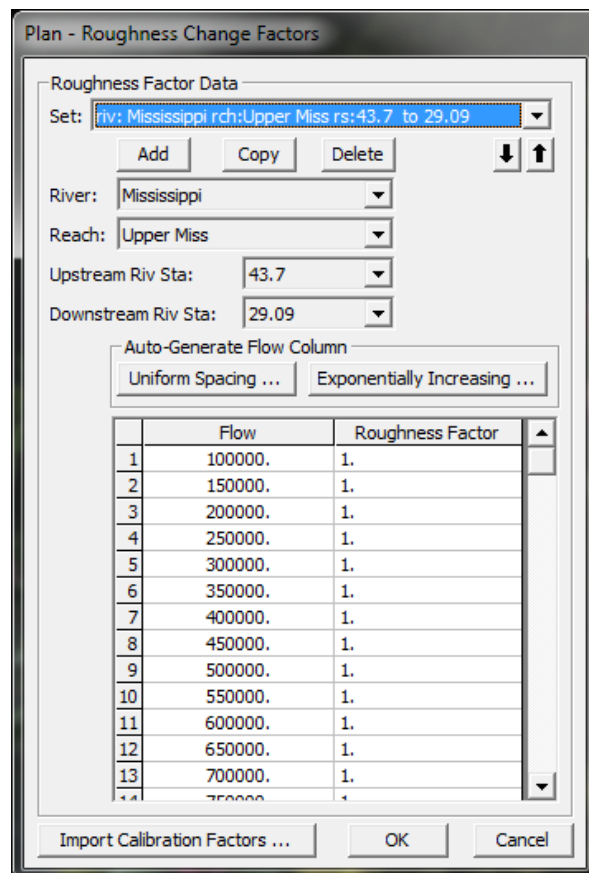 Plan - Roughness Change Factors
Roughness Factor Data
Set: riv: Mississippi rch:Upper Miss rs:43.7 to 29.09
Add Copy Delete
River: Mississippi
Reach: Upper Miss
Upstream Riv Sta: 43.7
Downstream Riv Sta: 29.09
Auto-Generate Flow Column
Uniform Spacing ... Exponentially Increasing ...
Flow Roughness Factor
1 100000. 1.
2 150000. 1.
3 200000. 1.
4 250000. 1.
5 300000. 1.
6 350000. 1.
7 400000. 1.
8 450000. 1.
9 500000. 1.
10 550000. 1.
11 600000. 1.
12 650000. 1.
13 700000. 1.
14 750000. 1.
Import Calibration Factors ... OK Cancel